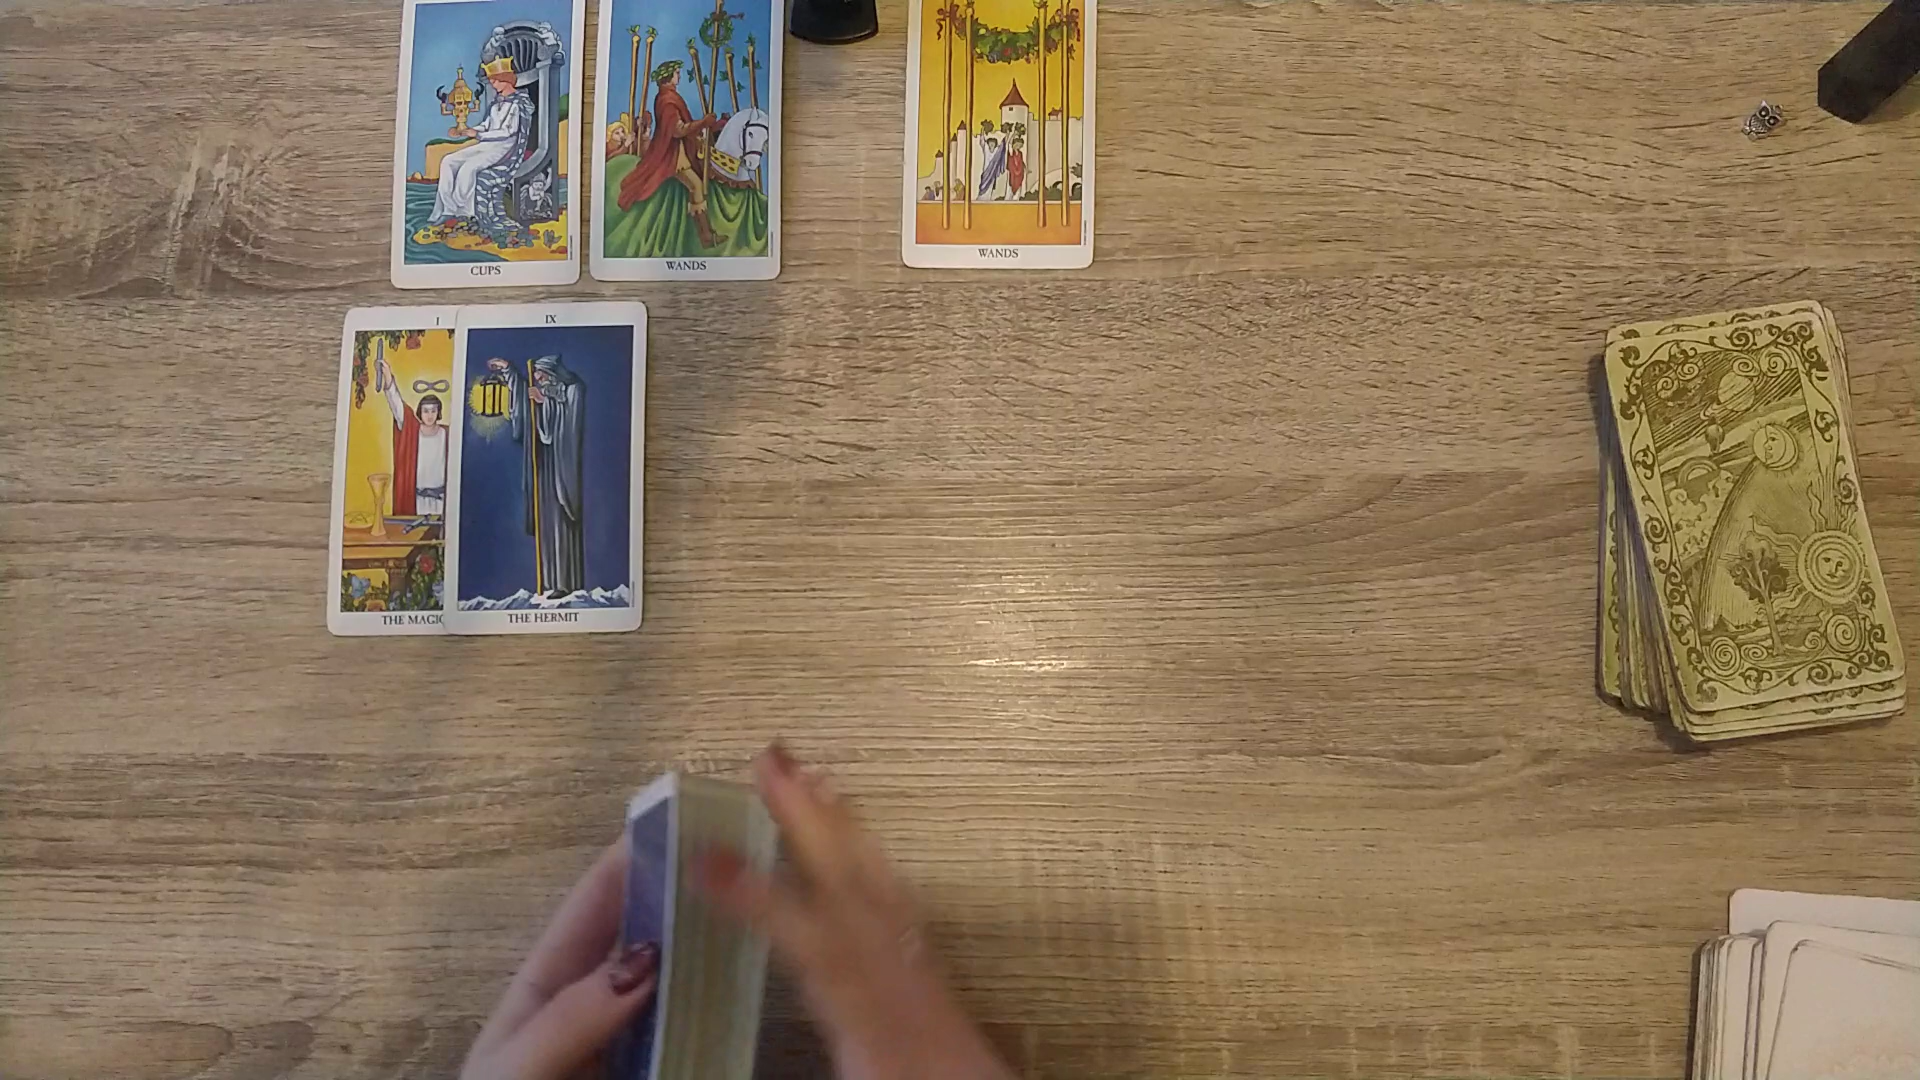 CUPS
WANDS
WANDS
I
IX
THE MAGIC
THE HERMIT